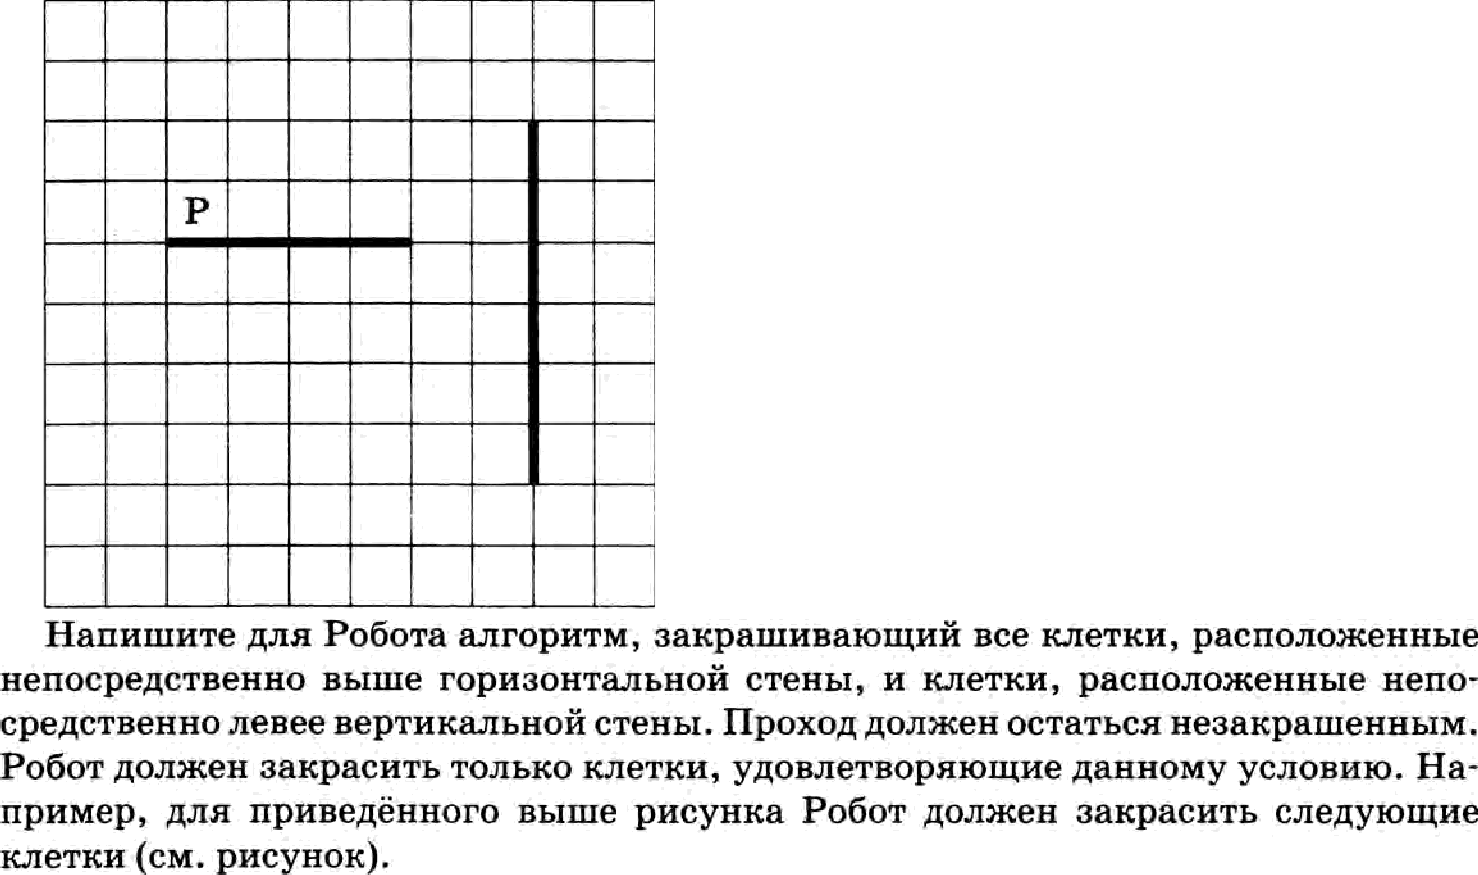 Р
Напишите для Робота алгоритм, закрашивающий все клетки, расположенные
непосредственно выше горизонтальной стены, и клетки, расположенные непо-
средственно левее вертикальной стены. Проход должен остаться незакрашенным.
Робот должен закрасить только клетки, удовлетворяющие данному условию. На-
пример, для приведённого выше рисунка Робот должен закрасить следующие
клетки (см. рисунок).